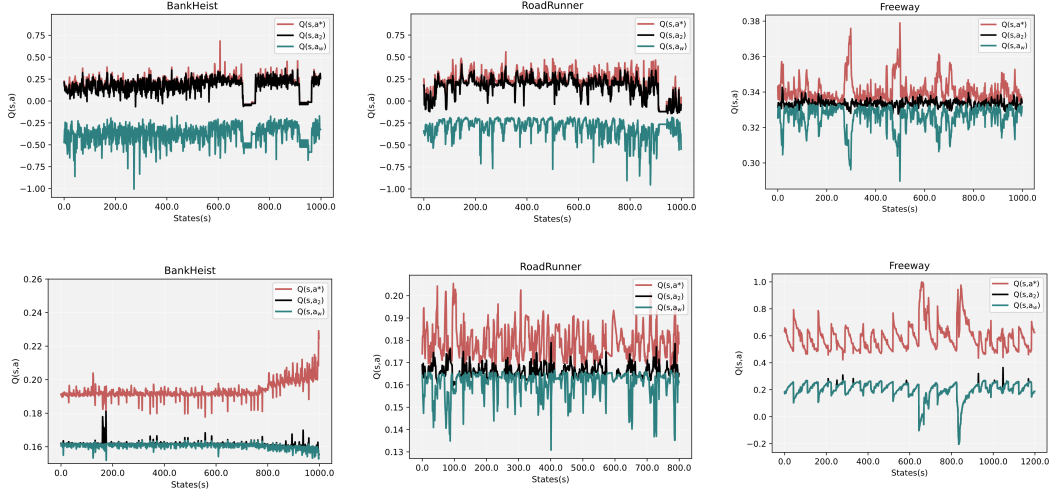 BankHeist
Q(s,a)
0.75
0.50
0.25
0.00
−0.25
−0.50
−0.75
−1.00
Q(s,a*)
Q(s,a₂)
Q(s,a_w)
0.0 200.0 400.0 600.0 800.0 1000.0
States(s)
RoadRunner
Q(s,a)
0.75
0.50
0.25
0.00
−0.25
−0.50
−0.75
−1.00
Q(s,a*)
Q(s,a₂)
Q(s,a_w)
0.0 200.0 400.0 600.0 800.0 1000.0
States(s)
Freeway
Q(s,a)
0.38
0.36
0.34
0.32
0.30
Q(s,a*)
Q(s,a₂)
Q(s,a_w)
0.0 200.0 400.0 600.0 800.0 1000.0
States(s)
BankHeist
Q(s,a)
0.26
0.24
0.22
0.20
0.18
0.16
Q(s,a*)
Q(s,a₂)
Q(s,a_w)
0.0 200.0 400.0 600.0 800.0 1000.0
States(s)
RoadRunner
Q(s,a)
0.20
0.19
0.18
0.17
0.16
0.15
0.14
0.13
Q(s,a*)
Q(s,a₂)
Q(s,a_w)
0.0 100.0 200.0 300.0 400.0 500.0 600.0 700.0 800.0
States(s)
Freeway
Q(s,a)
1.0
0.8
0.6
0.4
0.2
0.0
−0.2
Q(s,a*)
Q(s,a₂)
Q(s,a_w)
0.0 200.0 400.0 600.0 800.0 1000.0 1200.0
States(s)